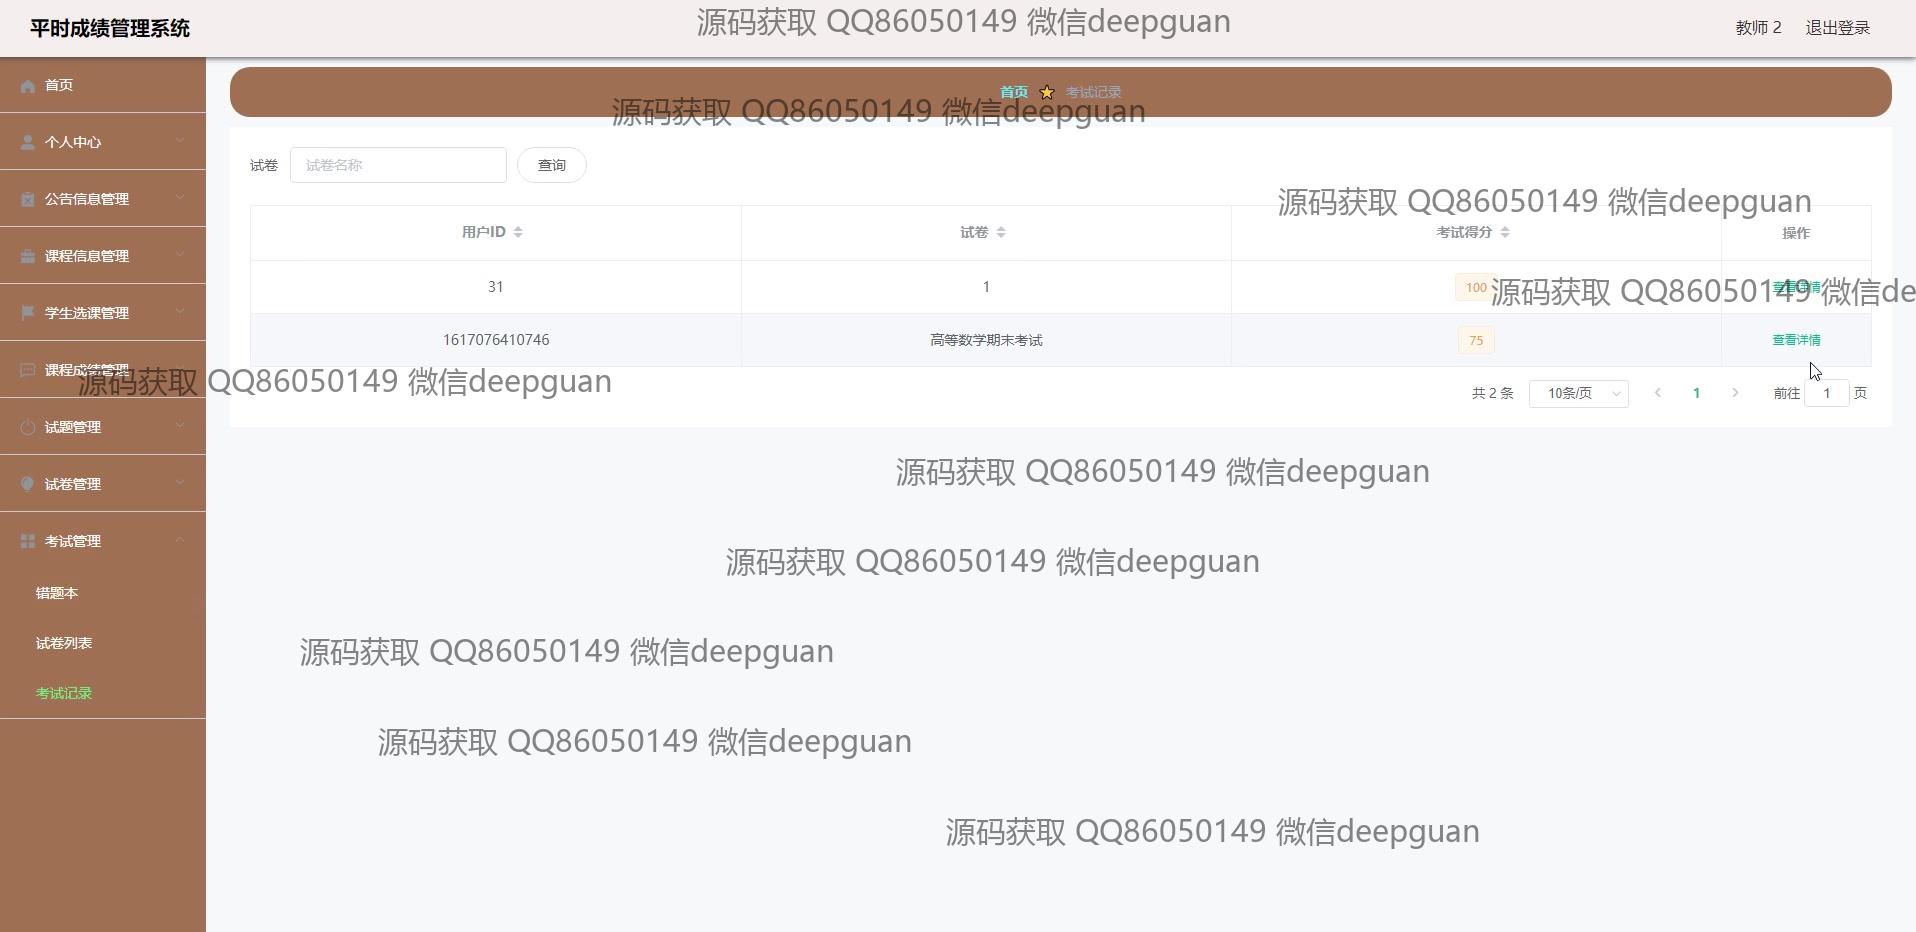 平时成绩管理系统
源码获取 QQ86050149 微信deepguan
教师 2 退出登录
首页
个人中心
公告信息管理
课程信息管理
学生选课管理
课程成绩管理
试题管理
试卷管理
考试管理
错题本
试卷列表
考试记录
首页 考试记录
源码获取 QQ86050149 微信deepguan
试卷 试卷名称 查询
源码获取 QQ86050149 微信deepguan
用户ID 试卷 考试得分 操作
31 1 100 查看详情
源码获取 QQ86050149 微信de
1617076410746 高等数学期末考试 75 查看详情
源码获取 QQ86050149 微信deepguan
共 2 条 10条/页 1 前往 1 页
源码获取 QQ86050149 微信deepguan
源码获取 QQ86050149 微信deepguan
源码获取 QQ86050149 微信deepguan
源码获取 QQ86050149 微信deepguan
源码获取 QQ86050149 微信deepguan